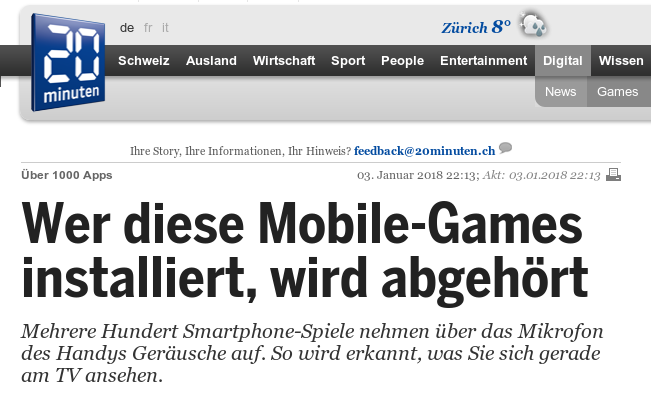 20
minuten
de fr it
Zürich 8°
Schweiz Ausland Wirtschaft Sport People Entertainment Digital Wissen
News Games
Ihre Story, Ihre Informationen, Ihr Hinweis? feedback@20minuten.ch
Über 1000 Apps 03. Januar 2018 22:13; Akt: 03.01.2018 22:13
Wer diese Mobile-Games
installiert, wird abgehört
Mehrere Hundert Smartphone-Spiele nehmen über das Mikrofon
des Handys Geräusche auf. So wird erkannt, was Sie sich gerade
am TV ansehen.